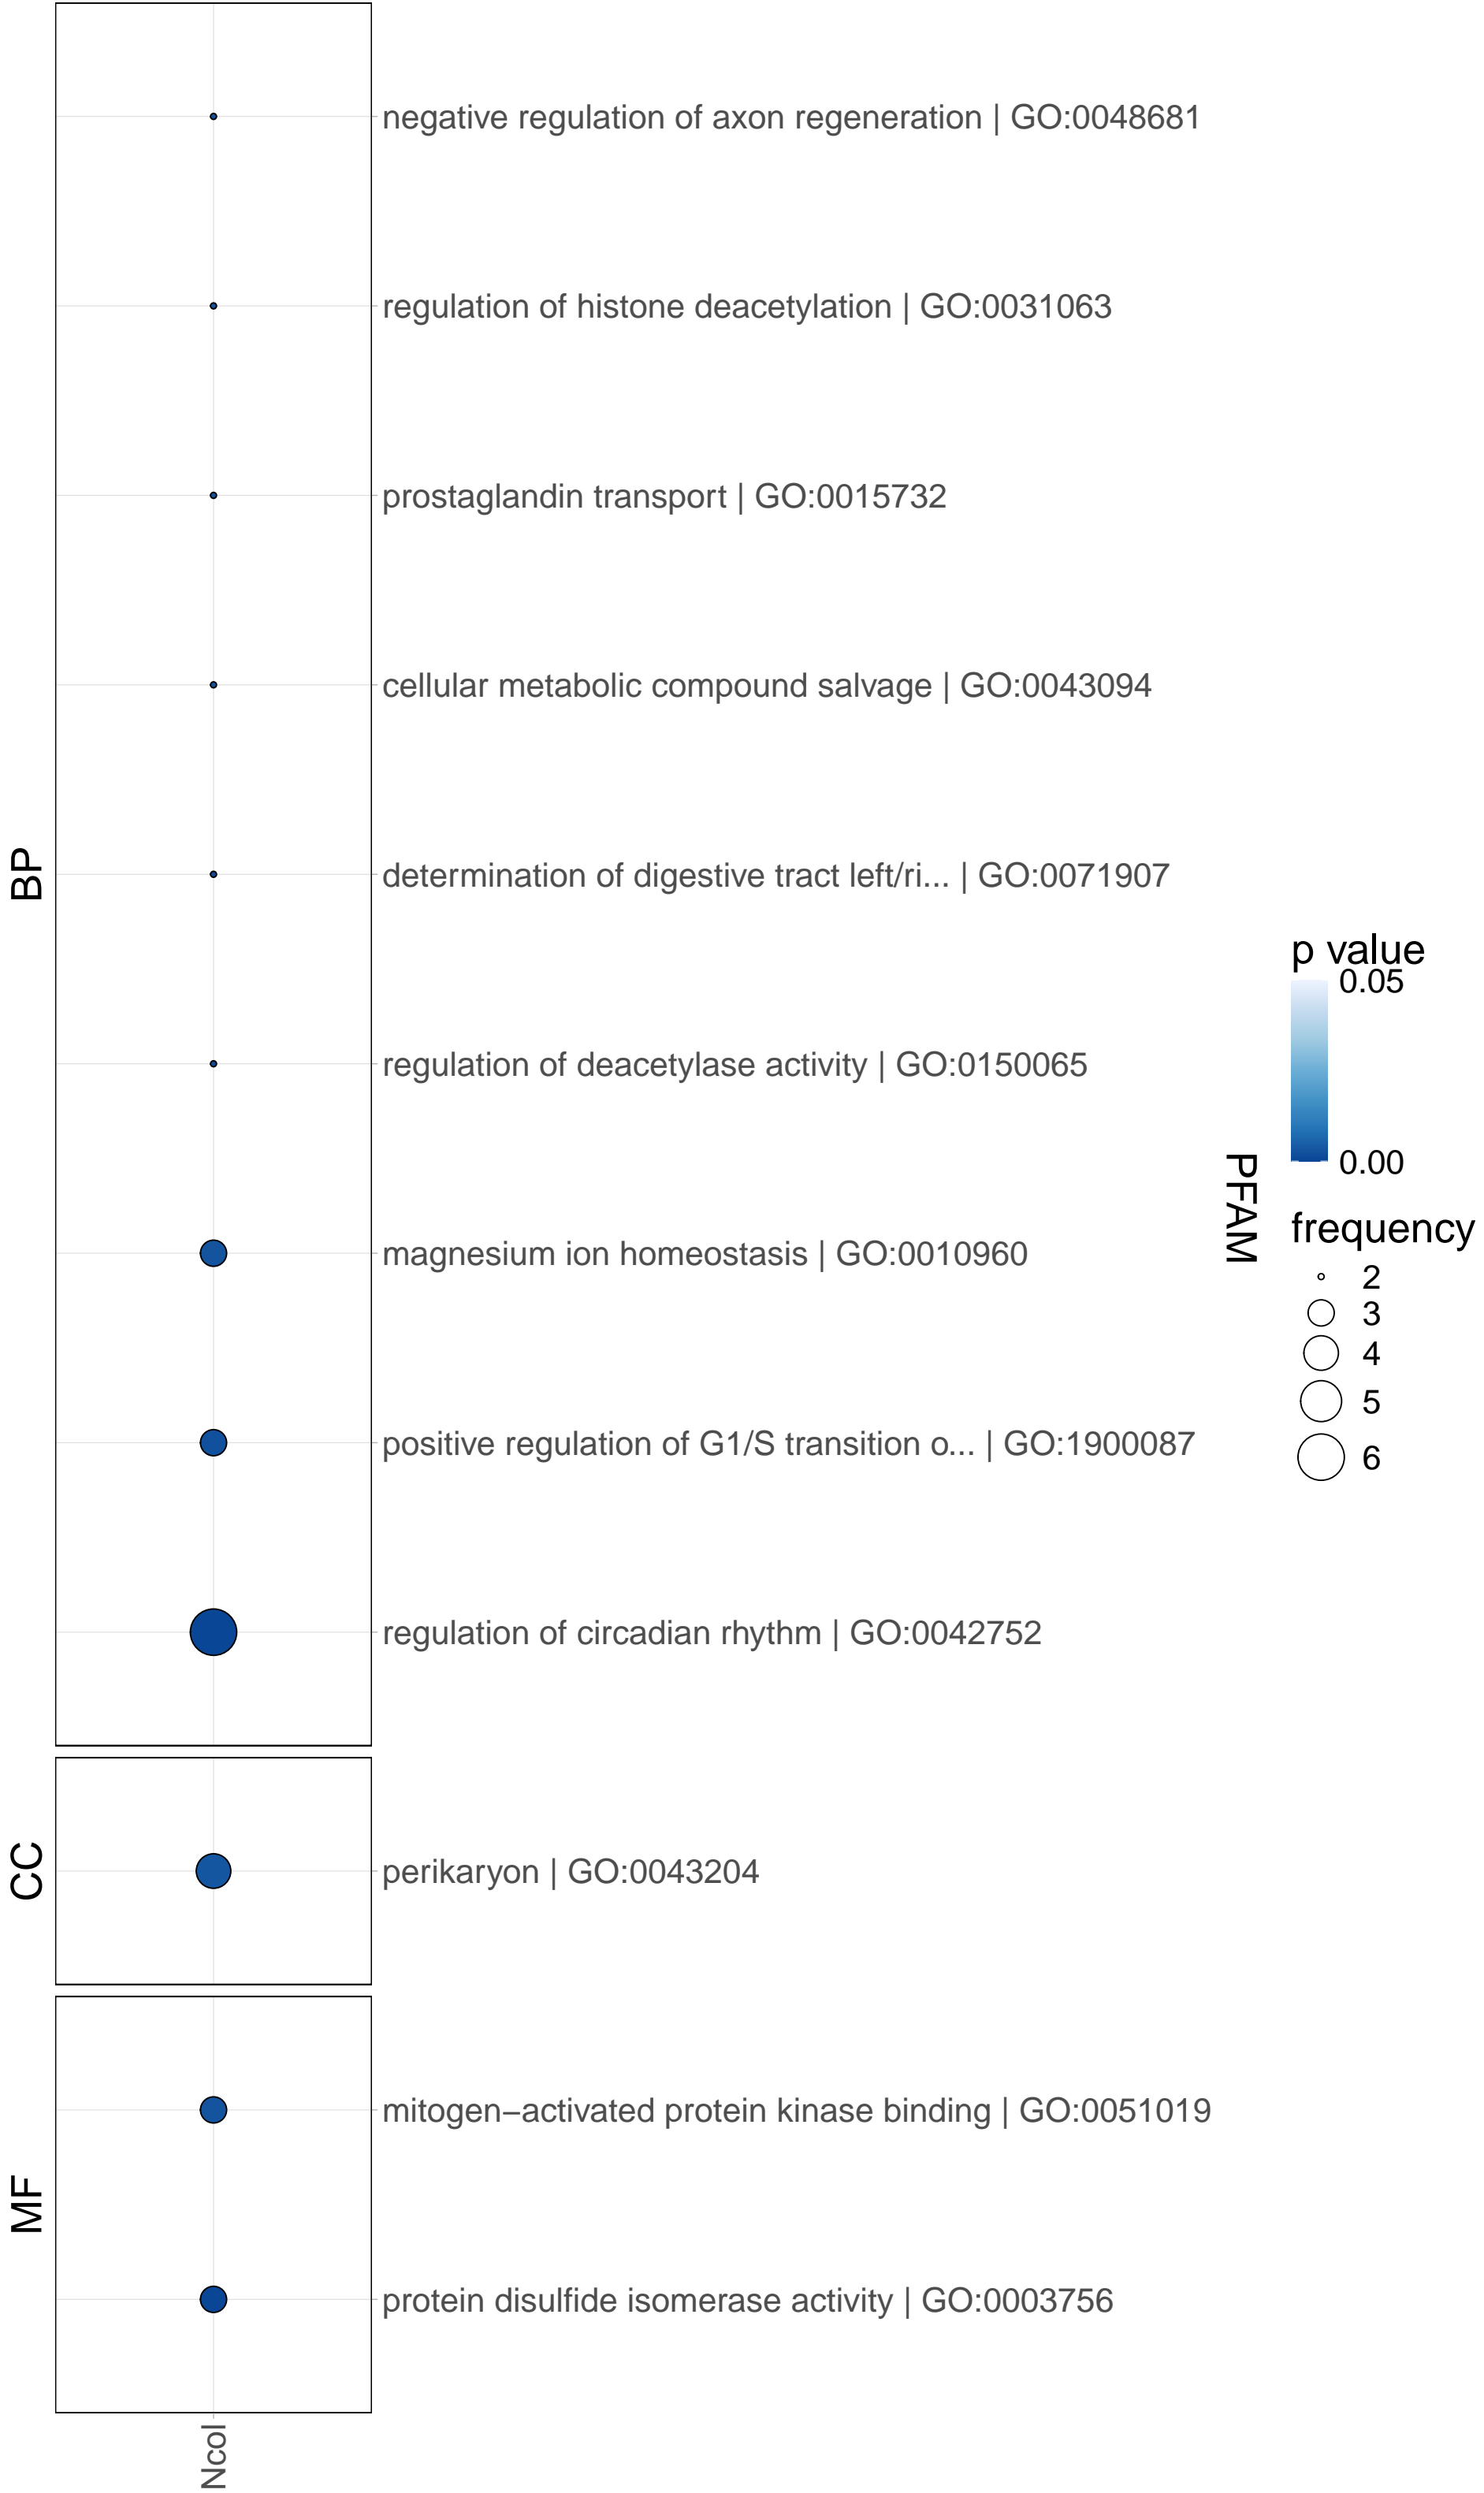 BP
negative regulation of axon regeneration | GO:0048681
regulation of histone deacetylation | GO:0031063
prostaglandin transport | GO:0015732
cellular metabolic compound salvage | GO:0043094
determination of digestive tract left/ri... | GO:0071907
regulation of deacetylase activity | GO:0150065
magnesium ion homeostasis | GO:0010960
positive regulation of G1/S transition o... | GO:1900087
regulation of circadian rhythm | GO:0042752
CC
perikaryon | GO:0043204
MF
mitogen−activated protein kinase binding | GO:0051019
protein disulfide isomerase activity | GO:0003756
Ncol
PFAM
p value
0.05
0.00
frequency
2
3
4
5
6